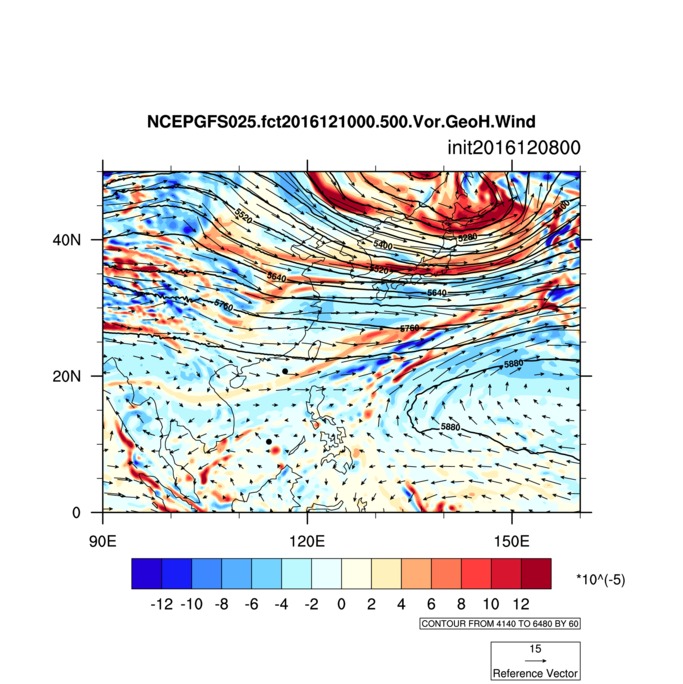 NCEPGFS025.fct2016121000.500.Vor.GeoH.Wind
init2016120800
5520
5400
5280
5400
5520
5640
5640
5760
5760
5880
5880
40N
20N
0
90E 120E 150E
-12 -10 -8 -6 -4 -2 0 2 4 6 8 10 12
*10^(-5)
CONTOUR FROM 4140 TO 6480 BY 60
15
Reference Vector